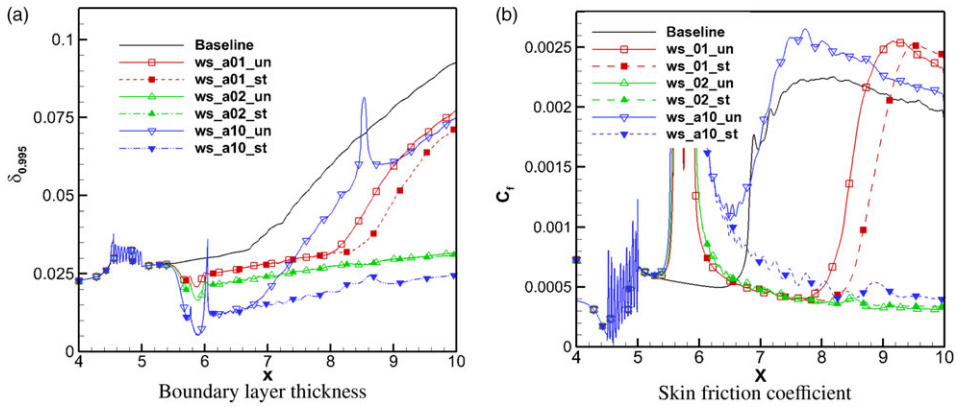 (a)
0.1
0.075
0.05
0.025
0
δ0.995
Baseline
ws_a01_un
ws_a01_st
ws_a02_un
ws_a02_st
ws_a10_un
ws_a10_st
4 5 6 7 8 9 10
x
Boundary layer thickness
(b)
0.0025
0.002
0.0015
0.001
0.0005
0
Cf
Baseline
ws_01_un
ws_01_st
ws_02_un
ws_02_st
ws_a10_un
ws_a10_st
4 5 6 7 8 9 10
X
Skin friction coefficient